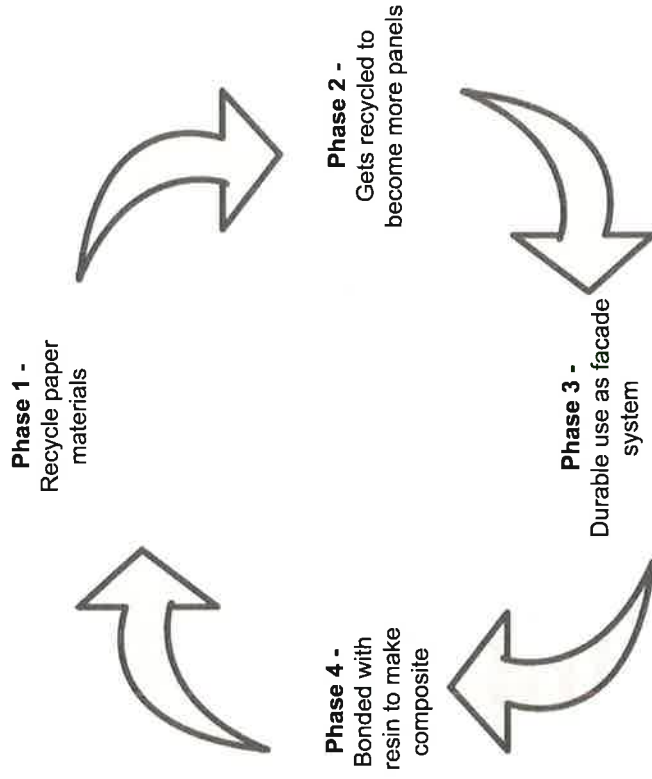 Phase 1 -
Recycle paper
materials
Phase 2 -
Gets recycled to
become more panels
Phase 3 -
Durable use as facade
system
Phase 4 -
Bonded with
resin to make
composite